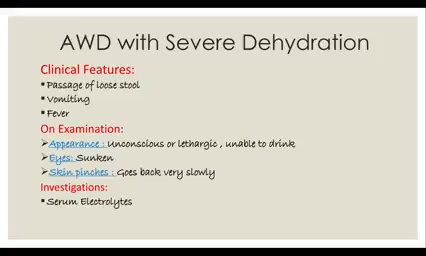 AWD with Severe Dehydration
Clinical Features:
▪ Passage of loose stool
▪ Vomiting
▪ Fever
On Examination:
➢ Appearance : Unconscious or lethargic , unable to drink
➢ Eyes: Sunken
➢ Skin pinches : Goes back very slowly
Investigations:
▪ Serum Electrolytes